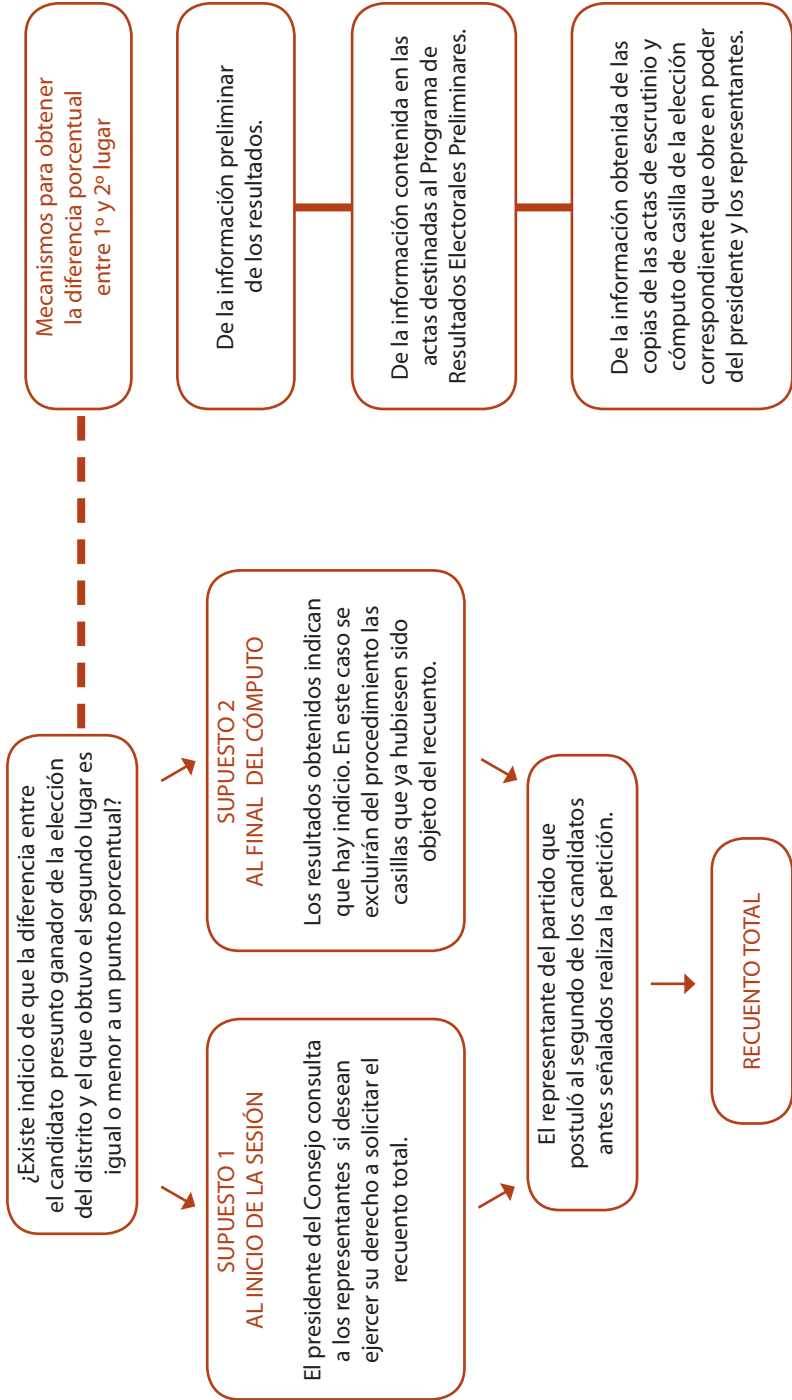 ¿Existe indicio de que la diferencia entre
el candidato presunto ganador de la elección
del distrito y el que obtuvo el segundo lugar es
igual o menor a un punto porcentual?
SUPUESTO 1
AL INICIO DE LA SESIÓN
El presidente del Consejo consulta
a los representantes si desean
ejercer su derecho a solicitar el
recuento total.
SUPUESTO 2
AL FINAL DEL CÓMPUTO
Los resultados obtenidos indican
que hay indicio. En este caso se
excluirán del procedimiento las
casillas que ya hubiesen sido
objeto del recuento.
El representante del partido que
postuló al segundo de los candidatos
antes señalados realiza la petición.
RECUENTO TOTAL
Mecanismos para obtener
la diferencia porcentual
entre 1º y 2º lugar
De la información preliminar
de los resultados.
De la información contenida en las
actas destinadas al Programa de
Resultados Electorales Preliminares.
De la información obtenida de las
copias de las actas de escrutinio y
cómputo de casilla de la elección
correspondiente que obre en poder
del presidente y los representantes.